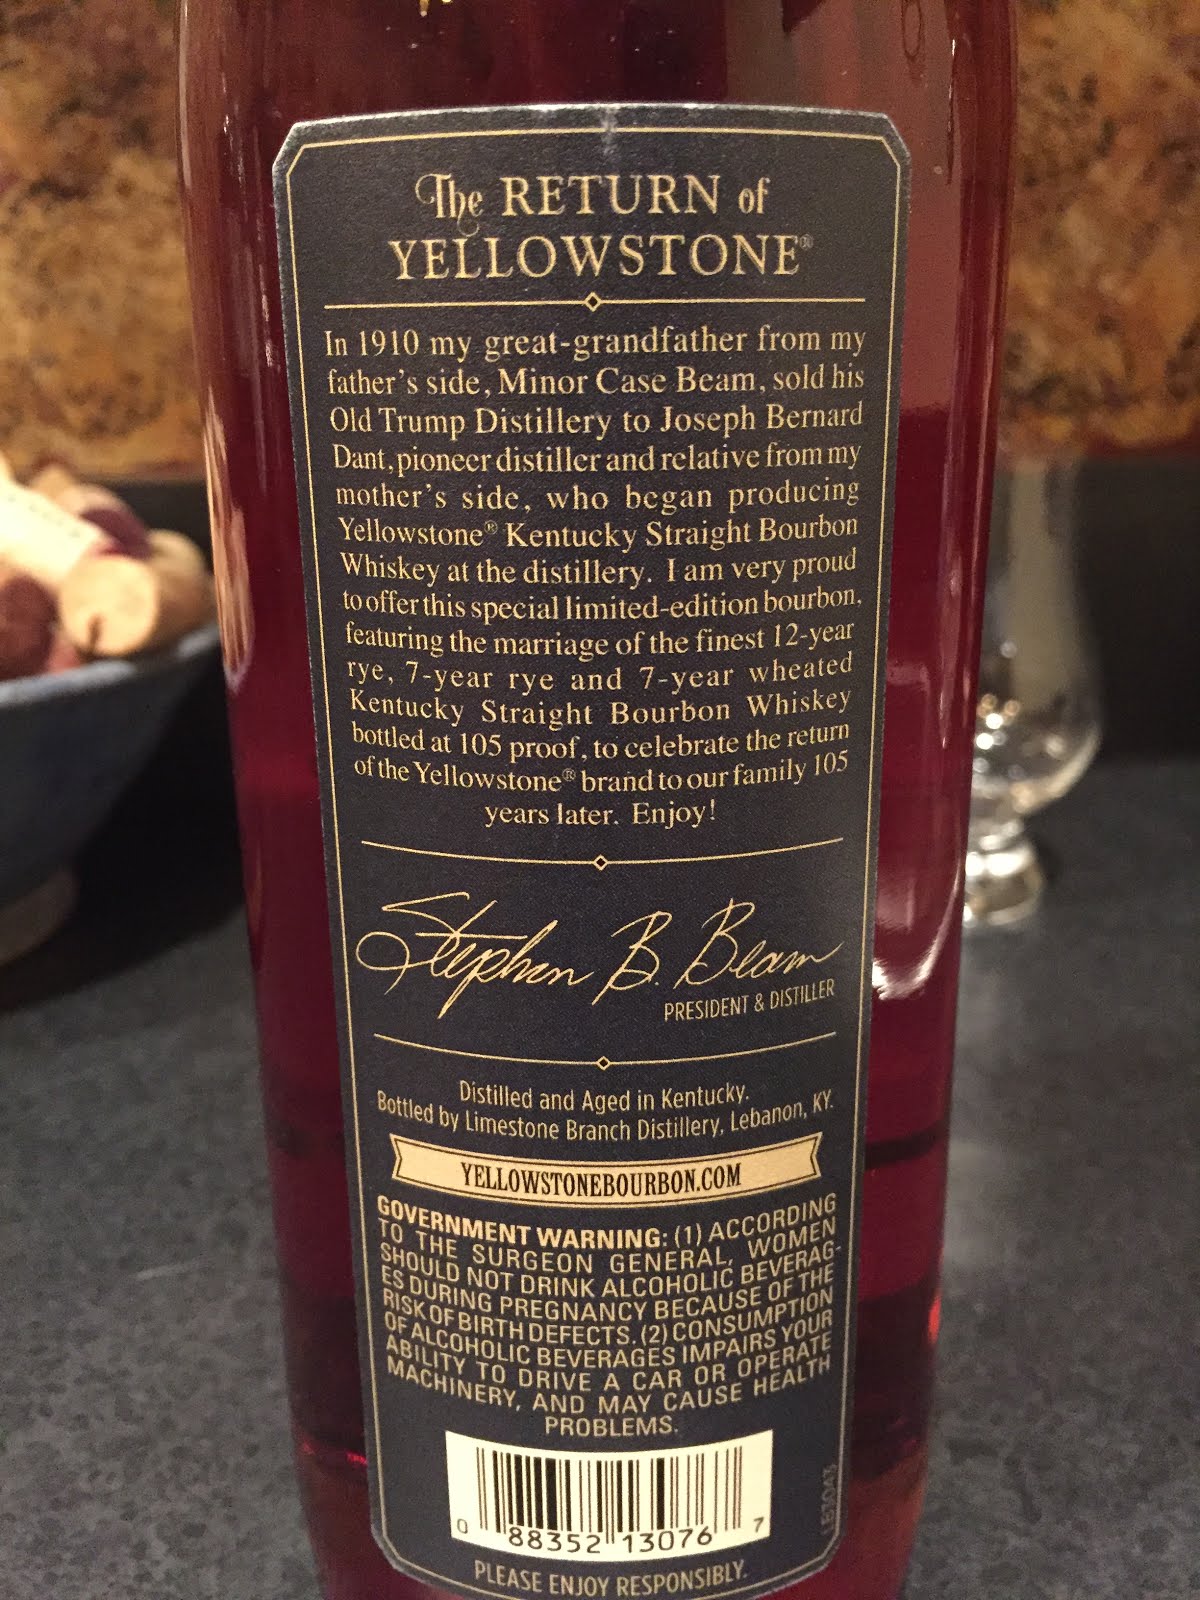 The RETURN of
YELLOWSTONE®
In 1910 my great-grandfather from my
father's side, Minor Case Beam, sold his
Old Trump Distillery to Joseph Bernard
Dant, pioneer distiller and relative from my
mother's side, who began producing
Yellowstone® Kentucky Straight Bourbon
Whiskey at the distillery. I am very proud
to offer this special limited-edition bourbon,
featuring the marriage of the finest 12-year
rye, 7-year rye and 7-year wheated
Kentucky Straight Bourbon Whiskey
bottled at 105 proof, to celebrate the return
of the Yellowstone® brand to our family 105
years later. Enjoy!
Stephen B. Beam
PRESIDENT & DISTILLER
Distilled and Aged in Kentucky.
Bottled by Limestone Branch Distillery, Lebanon, KY.
YELLOWSTONEBOURBON.COM
GOVERNMENT WARNING: (1) ACCORDING
TO THE SURGEON GENERAL, WOMEN
SHOULD NOT DRINK ALCOHOLIC BEVERAG-
ES DURING PREGNANCY BECAUSE OF THE
RISK OF BIRTH DEFECTS. (2) CONSUMPTION
OF ALCOHOLIC BEVERAGES IMPAIRS YOUR
ABILITY TO DRIVE A CAR OR OPERATE
MACHINERY, AND MAY CAUSE HEALTH
PROBLEMS.
0 88352 13076 7
PLEASE ENJOY RESPONSIBLY.